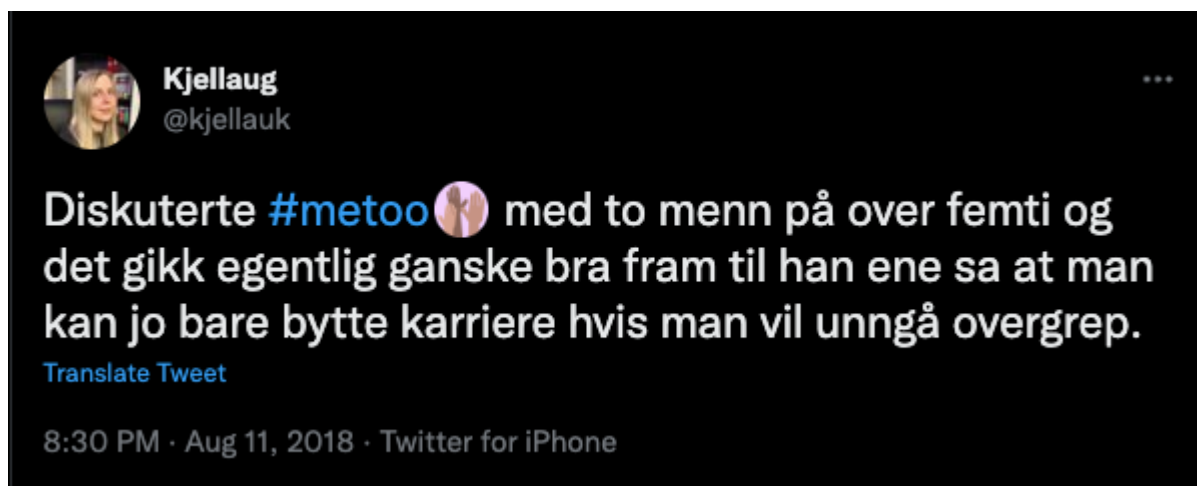 Kjellaug
@kjellauk
Diskuterte #metoo med to menn på over femti og
det gikk egentlig ganske bra fram til han ene sa at man
kan jo bare bytte karriere hvis man vil unngå overgrep.
Translate Tweet
8:30 PM · Aug 11, 2018 · Twitter for iPhone